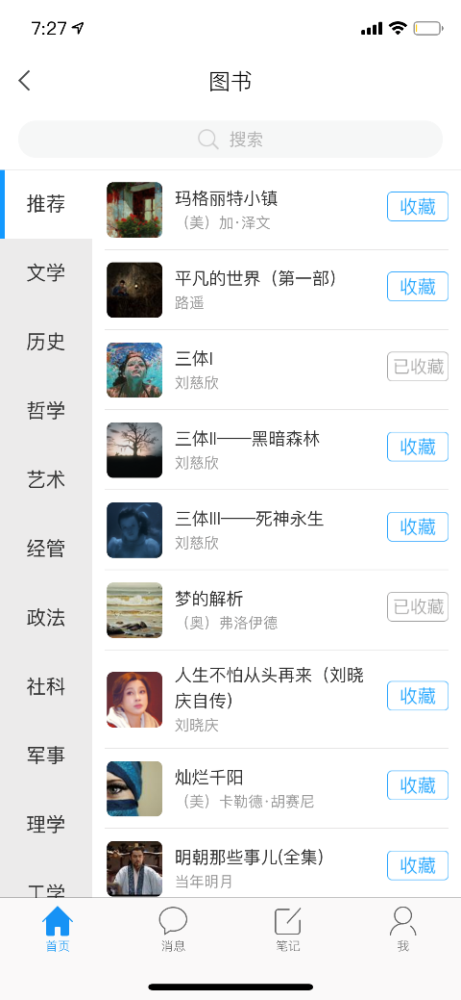 7:27
图书
搜索
推荐
文学
历史
哲学
艺术
经管
政法
社科
军事
理学
工学
玛格丽特小镇
（美）加·泽文
收藏
平凡的世界（第一部）
路遥
收藏
三体I
刘慈欣
已收藏
三体II——黑暗森林
刘慈欣
收藏
三体III——死神永生
刘慈欣
收藏
梦的解析
（奥）弗洛伊德
已收藏
人生不怕从头再来（刘晓
庆自传）
刘晓庆
收藏
灿烂千阳
（美）卡勒德·胡赛尼
收藏
明朝那些事儿(全集)
当年明月
收藏
首页
消息
笔记
我